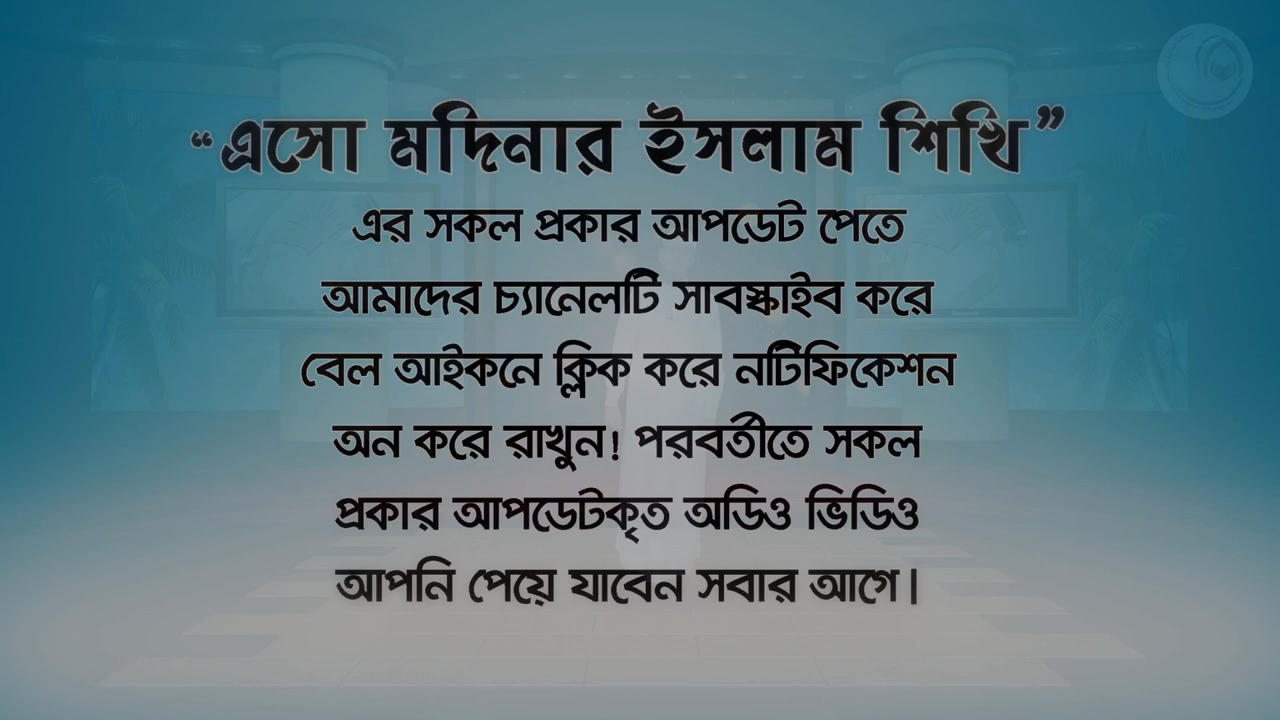 “এসো মদিনার ইসলাম শিখি”
এর সকল প্রকার আপডেট পেতে
আমাদের চ্যানেলটি সাবস্ক্রাইব করে
বেল আইকনে ক্লিক করে নটিফিকেশন
অন করে রাখুন! পরবর্তীতে সকল
প্রকার আপডেটকৃত অডিও ভিডিও
আপনি পেয়ে যাবেন সবার আগে।